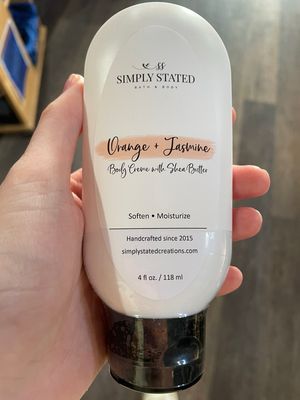 ss
SIMPLY STATED
BATH & BODY
Orange + Jasmine
Body Creme with Shea Butter
Soften • Moisturize
Handcrafted since 2015
simplystatedcreations.com
4 fl oz. / 118 ml